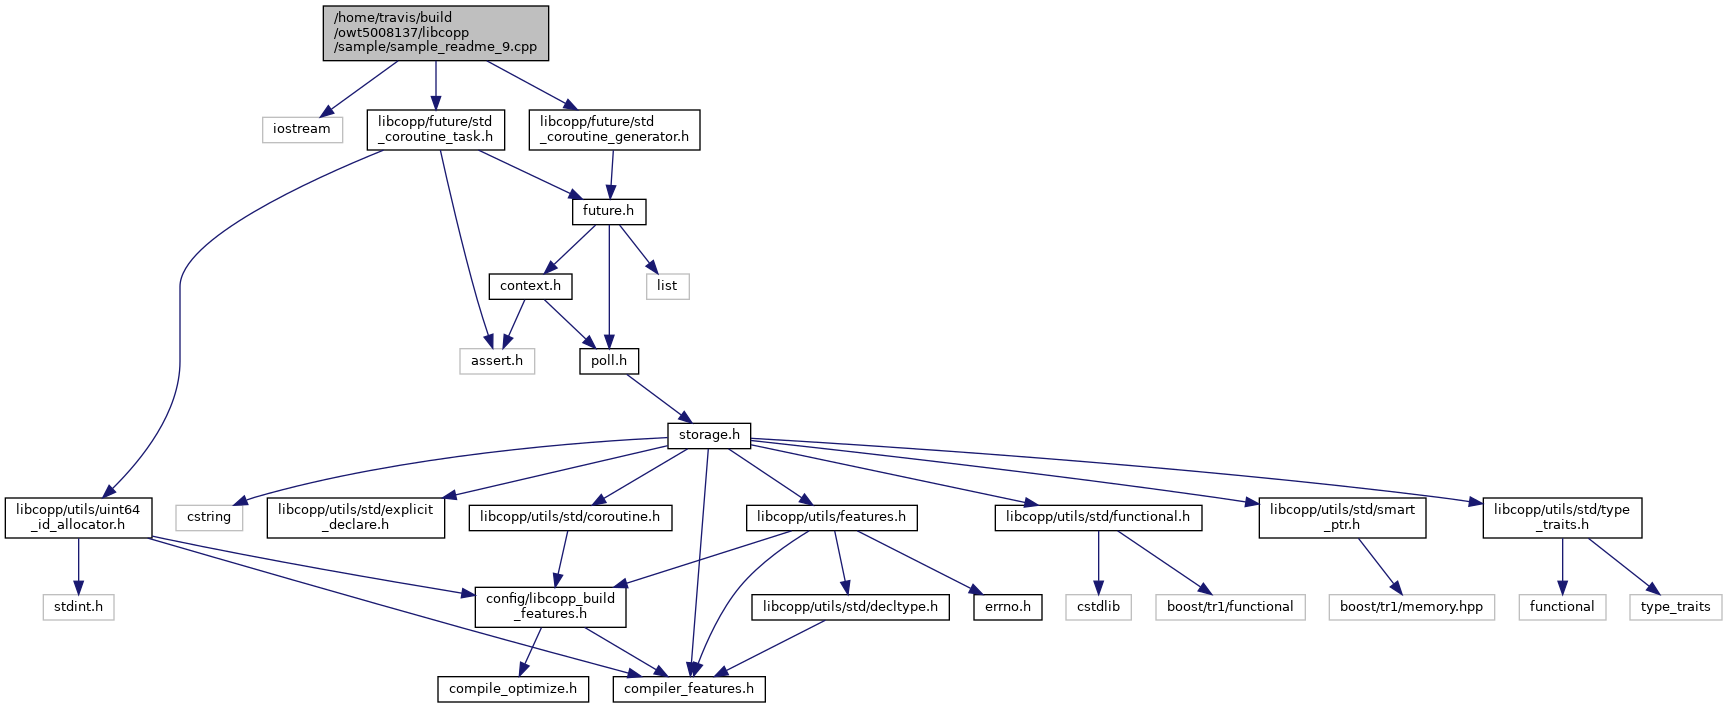 /home/travis/build
/owt5008137/libcopp
/sample/sample_readme_9.cpp
iostream
libcopp/future/std
_coroutine_task.h
libcopp/future/std
_coroutine_generator.h
future.h
context.h
list
assert.h
poll.h
storage.h
libcopp/utils/uint64
_id_allocator.h
cstring
libcopp/utils/std/explicit
_declare.h
libcopp/utils/std/coroutine.h
libcopp/utils/features.h
libcopp/utils/std/functional.h
libcopp/utils/std/smart
_ptr.h
libcopp/utils/std/type
_traits.h
stdint.h
config/libcopp_build
_features.h
libcopp/utils/std/decltype.h
errno.h
cstdlib
boost/tr1/functional
boost/tr1/memory.hpp
functional
type_traits
compile_optimize.h
compiler_features.h